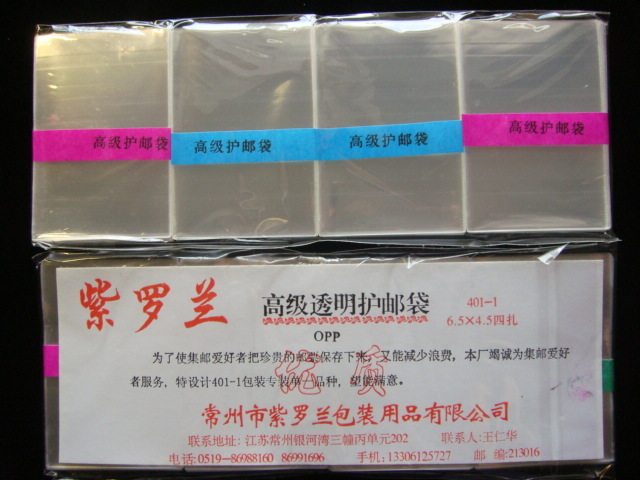 高级护邮袋
高级护邮袋
高级护邮袋
高级护邮袋
紫罗兰
高级透明护邮袋
401-1
6.5×4.5四扎
OPP
为了使集邮爱好者把珍贵的邮票保存下来，又能减少浪费，本厂竭诚为集邮爱好
者服务，特设计401-1包装专装单一品种，望能满意。
优质
常州市紫罗兰包装用品有限公司
联系地址: 江苏常州银河湾三幢丙单元202 联系人:王仁华
电话:0519-86988160 86991696 手机:13306125727 邮 编:213016